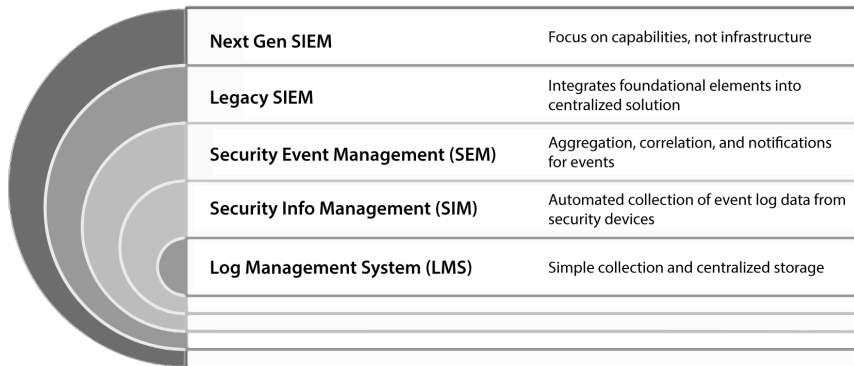 Next Gen SIEM
Focus on capabilities, not infrastructure
Legacy SIEM
Integrates foundational elements into
centralized solution
Security Event Management (SEM)
Aggregation, correlation, and notifications
for events
Security Info Management (SIM)
Automated collection of event log data from
security devices
Log Management System (LMS)
Simple collection and centralized storage